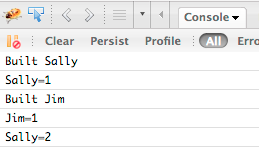 Console
Clear Persist Profile All Erro
Built Sally
Sally=1
Built Jim
Jim=1
Sally=2